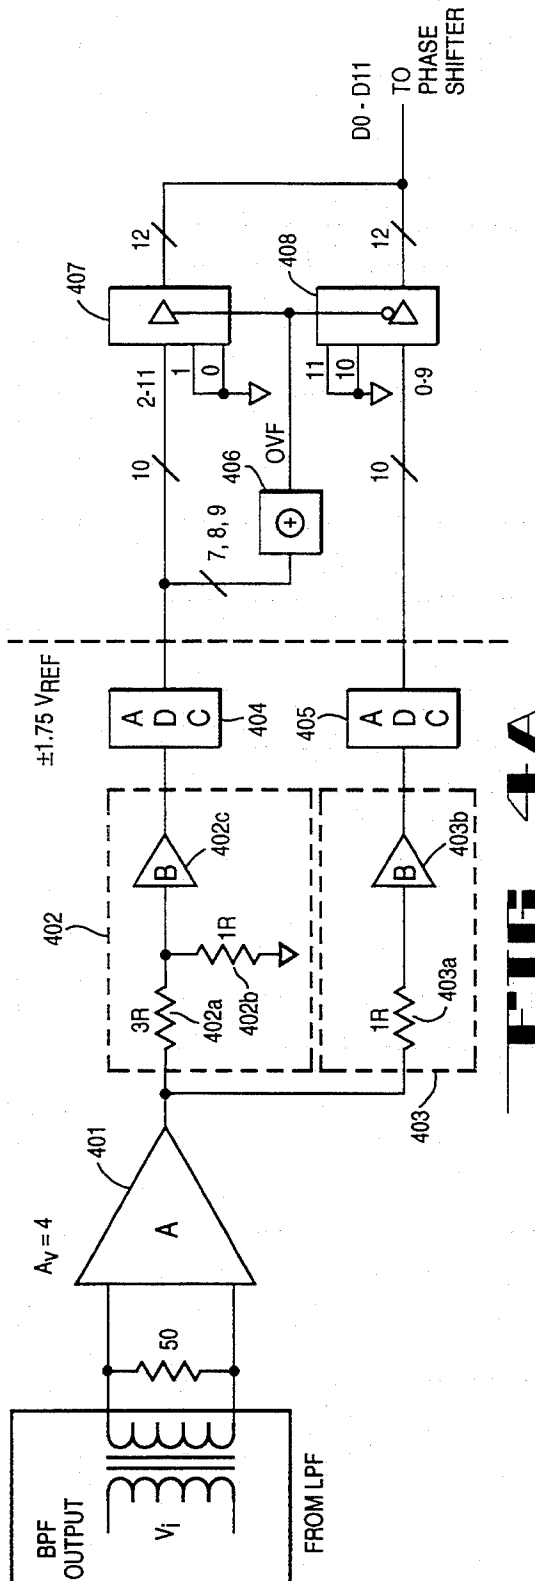 BPF
OUTPUT
Vi
FROM LPF
50
AV = 4
A
401
402
3R
402a
1R
402b
B
402c
403
1R
403a
B
403b
±1.75 VREF
A
D
C
404
A
D
C
405
10
7, 8, 9
406
OVF
10
2-11
1
0
407
11
10
0-9
408
12
12
D0 - D11
TO
PHASE
SHIFTER
FIG 4A